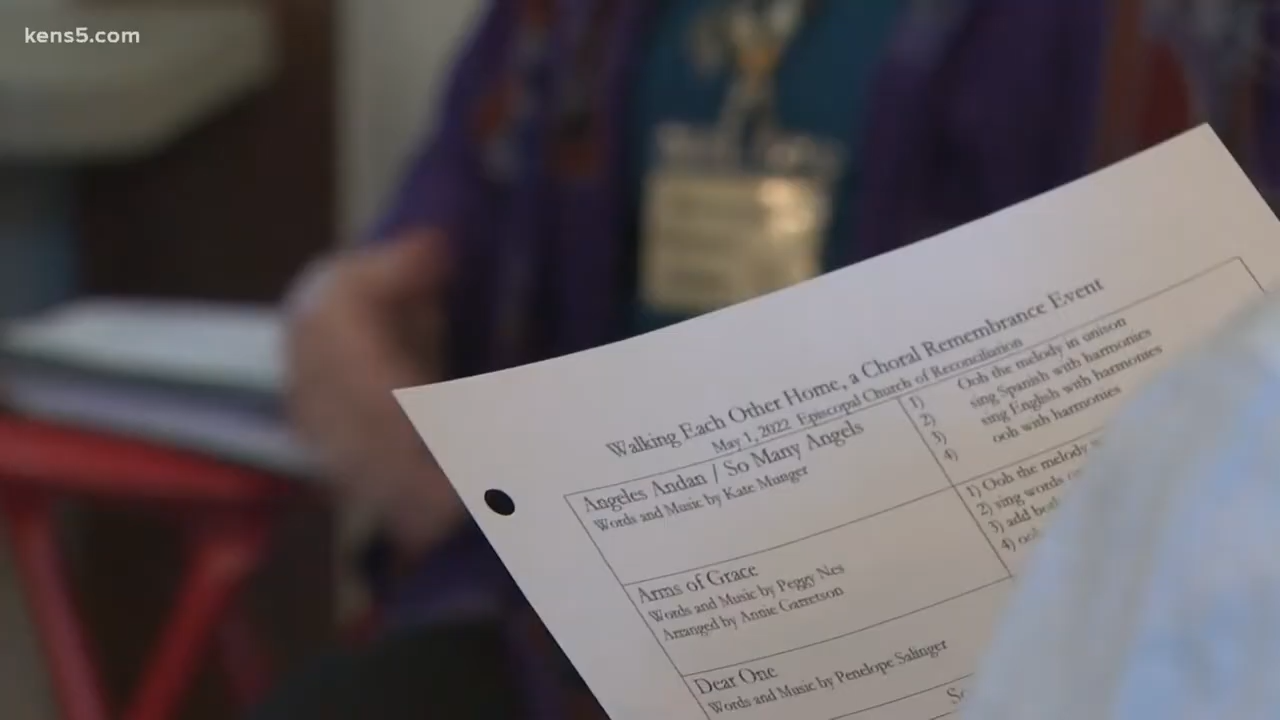 kens5.com
Walking Each Other Home, a Choral Remembrance Event
May 1, 2022 Episcopal Church of Reconciliation
Angeles Andan / So Many Angels
Words and Music by Kate Munger
1) Ooh the melody in unison
2) sing Spanish with harmonies
3) sing English with harmonies
4) ooh with harmonies
Arms of Grace
Words and Music by Peggy Nes
Arranged by Annie Garretson
1) Ooh the melody
2) sing words
3) add
4)
Dear One
Words and Music by Penelope Salinger